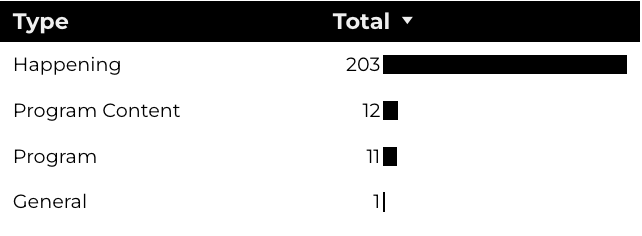 Type Total ▼
Happening 203
Program Content 12
Program 11
General 1